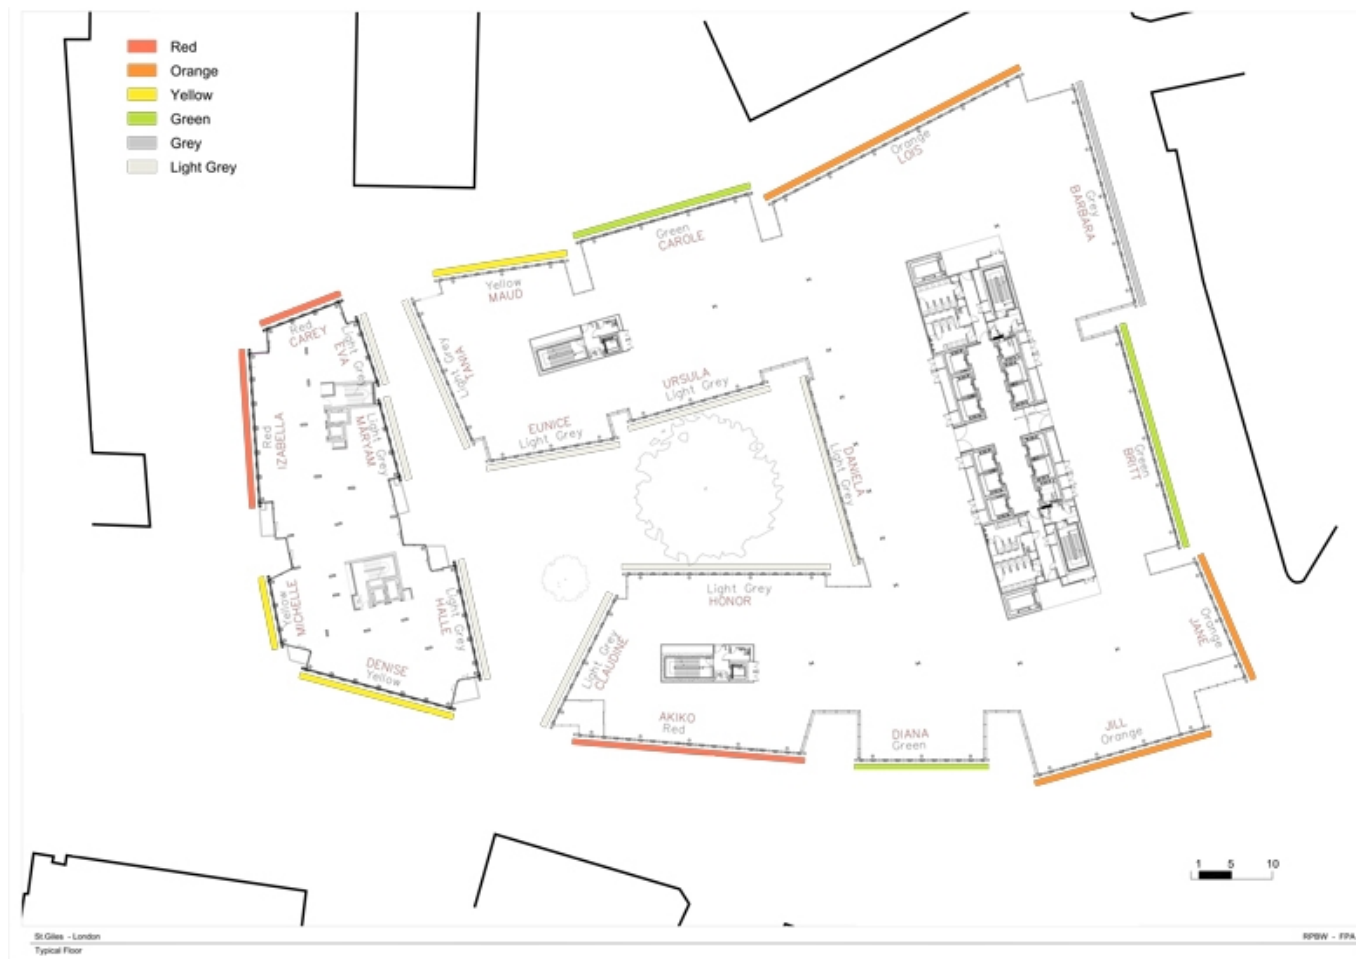 Red
Orange
Yellow
Green
Grey
Light Grey
Orange
LOIS
Grey
BARBARA
Green
CAROLE
Yellow
MAUD
Red
CAREY
Light Grey
EVA
Light Grey
TANIA
URSULA
Light Grey
EUNICE
Light Grey
Red
IZABELLA
Light Grey
MARYAM
DANIELA
Light Grey
Green
BRITT
Yellow
MICHELLE
Light Grey
HALLE
DENISE
Yellow
Light Grey
HONOR
Light Grey
CLAUDINE
Orange
JANE
AKIKO
Red
DIANA
Green
JILL
Orange
1 5 10
St Giles - London
RPBW - FPA
Typical Floor